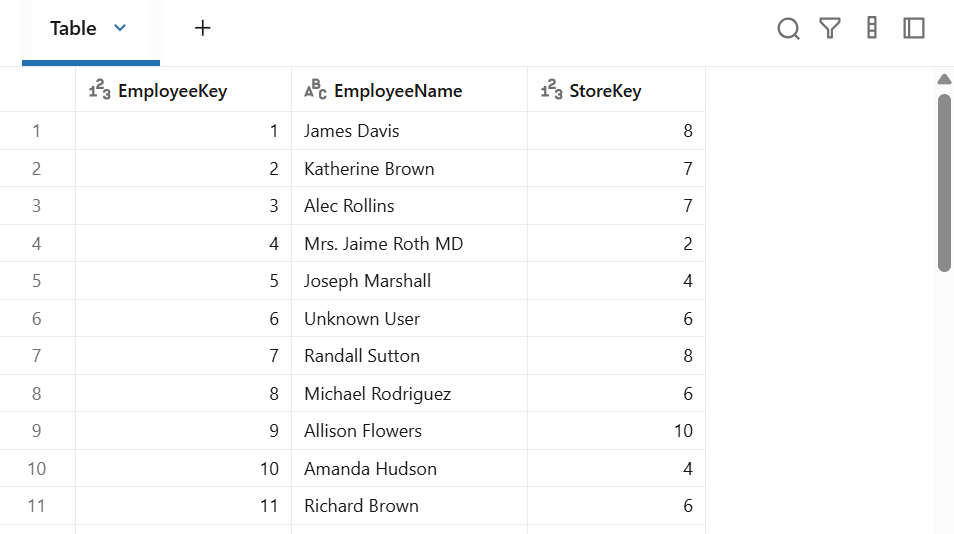 Table
EmployeeKey EmployeeName StoreKey
1 1 James Davis 8
2 2 Katherine Brown 7
3 3 Alec Rollins 7
4 4 Mrs. Jaime Roth MD 2
5 5 Joseph Marshall 4
6 6 Unknown User 6
7 7 Randall Sutton 8
8 8 Michael Rodriguez 6
9 9 Allison Flowers 10
10 10 Amanda Hudson 4
11 11 Richard Brown 6